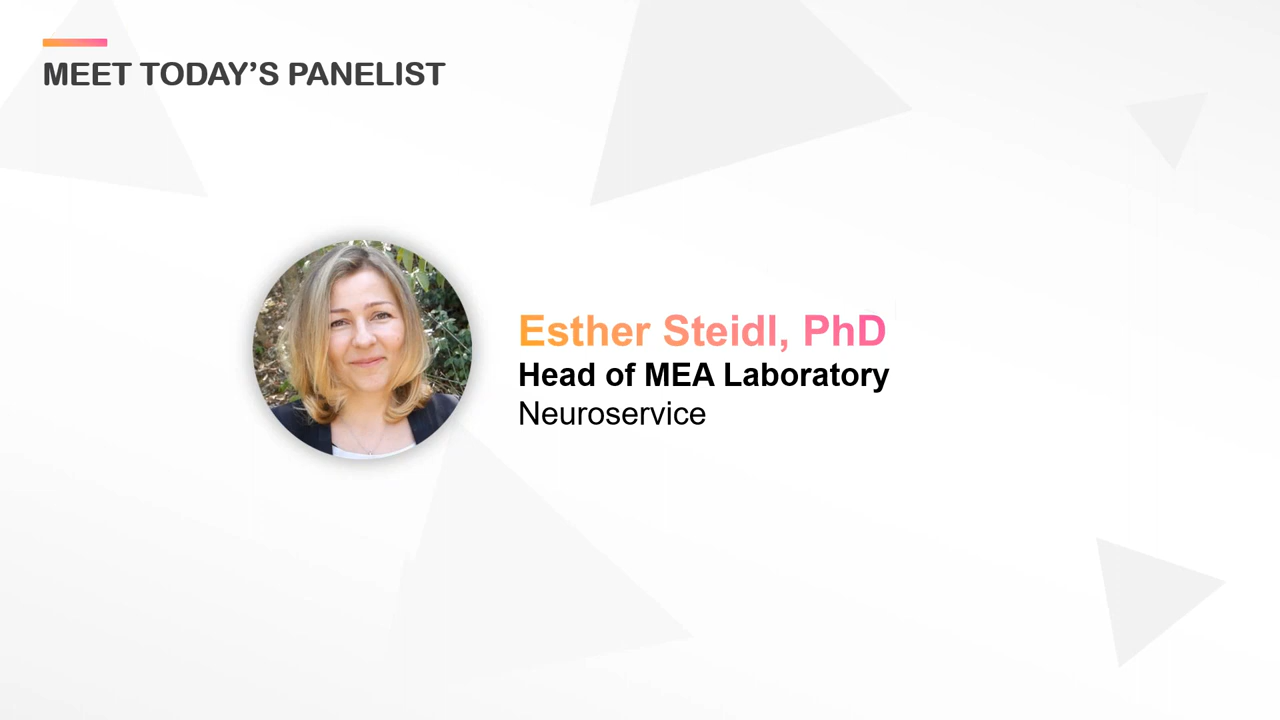 MEET TODAY’S PANELIST
Esther Steidl, PhD
Head of MEA Laboratory
Neuroservice